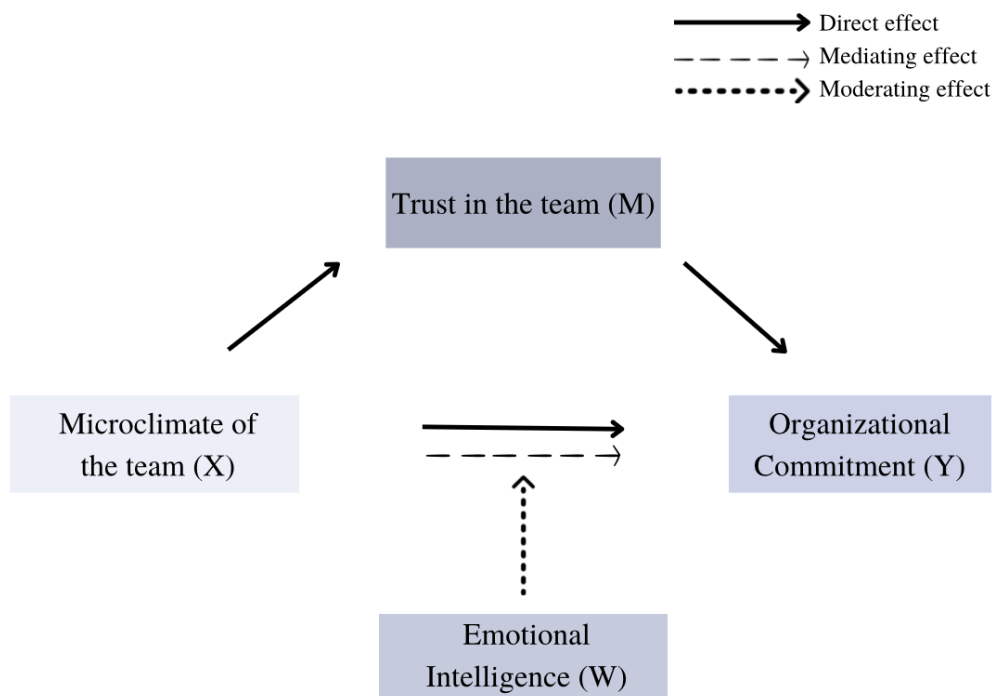 Direct effect
Mediating effect
Moderating effect
Trust in the team (M)
Microclimate of
the team (X)
Organizational
Commitment (Y)
Emotional
Intelligence (W)